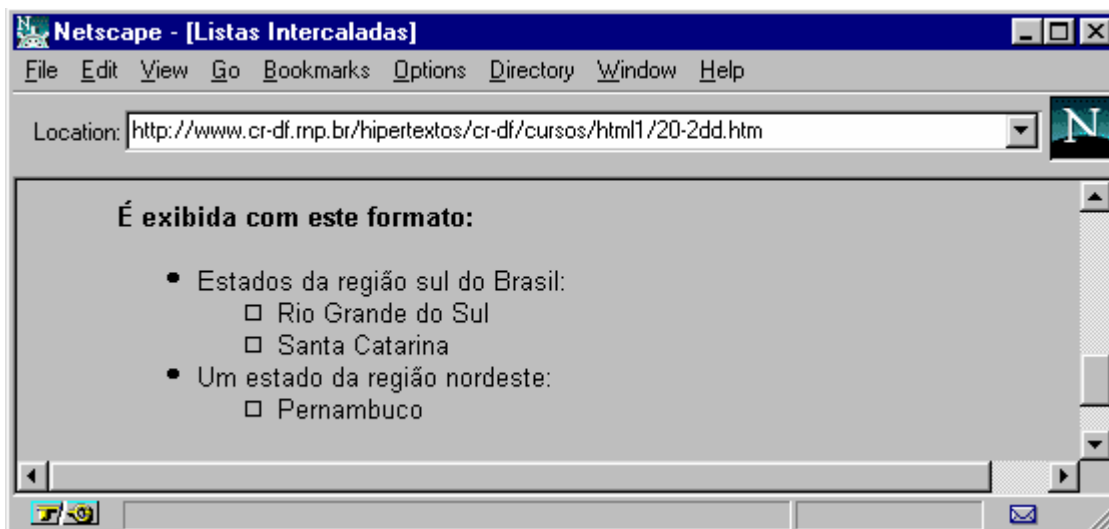 Netscape - [Listas Intercaladas]
File Edit View Go Bookmarks Options Directory Window Help
Location: http://www.cr-df.rnp.br/hipertextos/cr-df/cursos/html1/20-2dd.htm
N
É exibida com este formato:
Estados da região sul do Brasil:
Rio Grande do Sul
Santa Catarina
Um estado da região nordeste:
Pernambuco